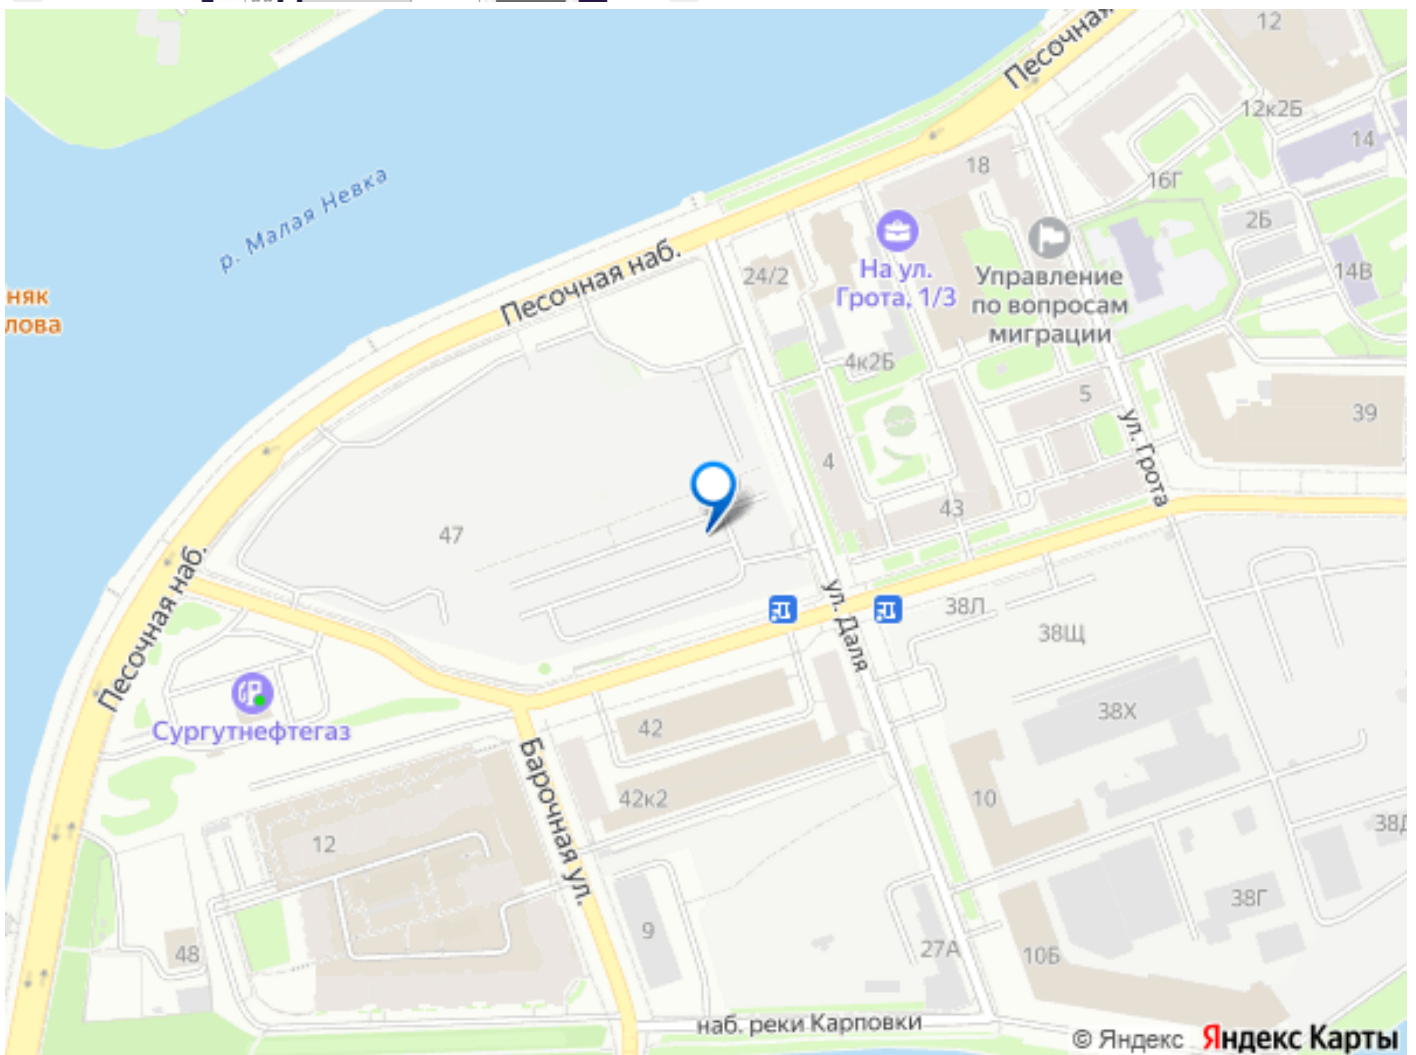 Песочная
12
12к2Б
14
18
16Г
2Б
14В
р. Малая Невка
Песочная наб.
24/2
На ул.
Грота, 1/3
Управление
по вопросам
миграции
няк
лова
4к2Б
5
39
ул. Грота
4
43
47
Песочная наб.
ул. Даля
38Л
38Щ
Сургутнефтегаз
42
38Х
Барочная ул.
42к2
10
38Д
12
38Г
9
48
27А
10Б
наб. реки Карповки
© Яндекс Яндекс Карты